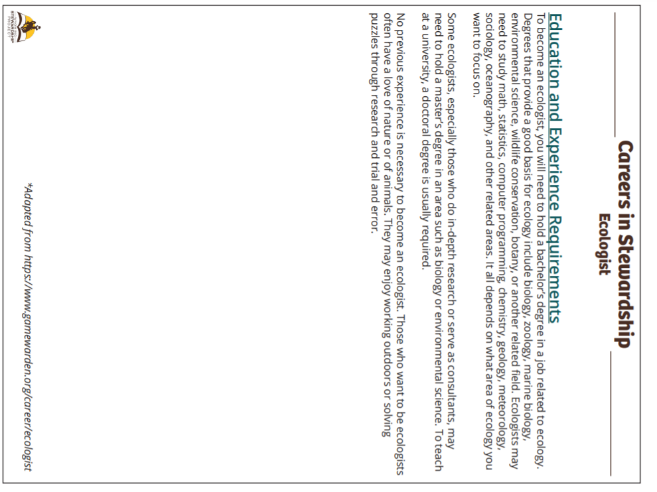 Careers in Stewardship
Ecologist
Education and Experience Requirements
To become an ecologist, you will need to hold a bachelor's degree in a job related to ecology.
Degrees that provide a good basis for ecology include biology, zoology, marine biology,
environmental science, wildlife conservation, botany, or another related field. Ecologists may
need to study math, statistics, computer programming, chemistry, geology, meteorology,
sociology, oceanography, and other related areas. It all depends on what area of ecology you
want to focus on.
Some ecologists, especially those who do in-depth research or serve as consultants, may
need to hold a master's degree in an area such as biology or environmental science. To teach
at a university, a doctoral degree is usually required.
No previous experience is necessary to become an ecologist. Those who want to be ecologists
often have a love of nature or of animals. They may enjoy working outdoors or solving
puzzles through research and trial and error.
*Adapted from https://www.gamewarden.org/career/ecologist